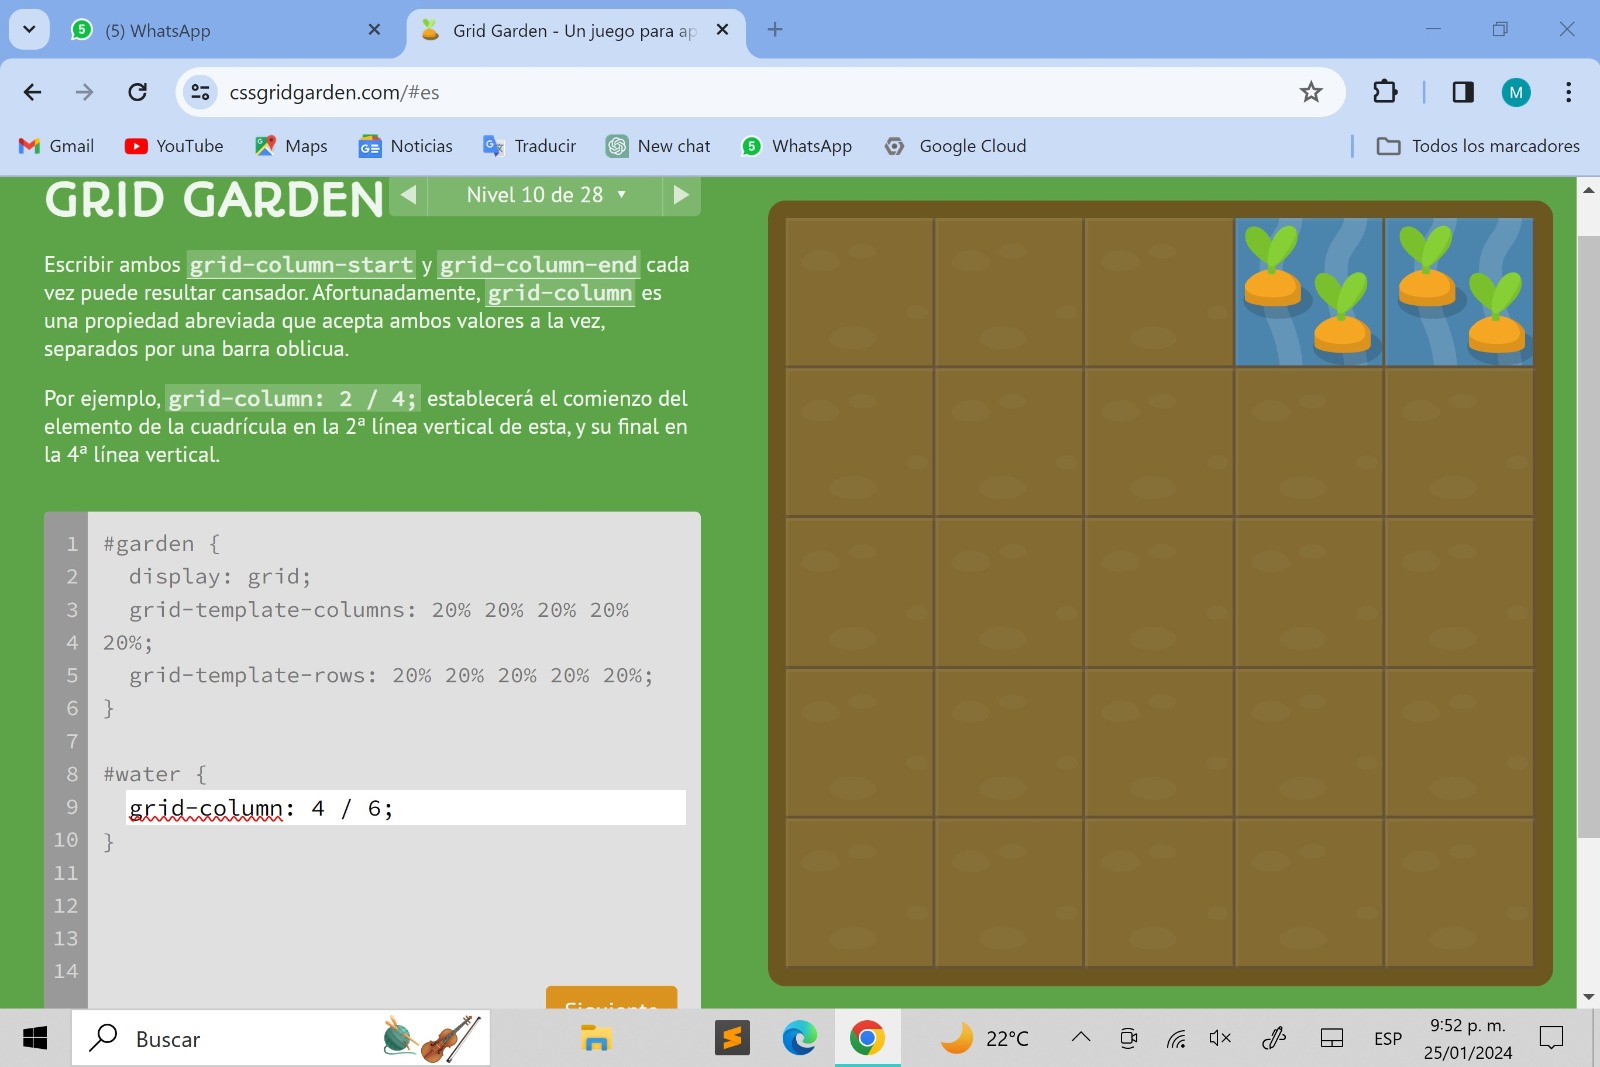 5 (5) WhatsApp
Grid Garden - Un juego para ap
cssgridgarden.com/#es
M
Gmail YouTube Maps GE Noticias Traducir New chat 5 WhatsApp Google Cloud Todos los marcadores
GRID GARDEN
Nivel 10 de 28
Escribir ambos grid-column-start y grid-column-end cada
vez puede resultar cansador. Afortunadamente, grid-column es
una propiedad abreviada que acepta ambos valores a la vez,
separados por una barra oblicua.
Por ejemplo, grid-column: 2 / 4; establecerá el comienzo del
elemento de la cuadrícula en la 2ª línea vertical de esta, y su final en
la 4ª línea vertical.
1 #garden {
2 display: grid;
3 grid-template-columns: 20% 20% 20% 20%
4 20%;
5 grid-template-rows: 20% 20% 20% 20% 20%;
6 }
7
8 #water {
9 grid-column: 4 / 6;
10 }
11
12
13
14
Siguiente
Buscar
22°C
ESP
9:52 p. m.
25/01/2024